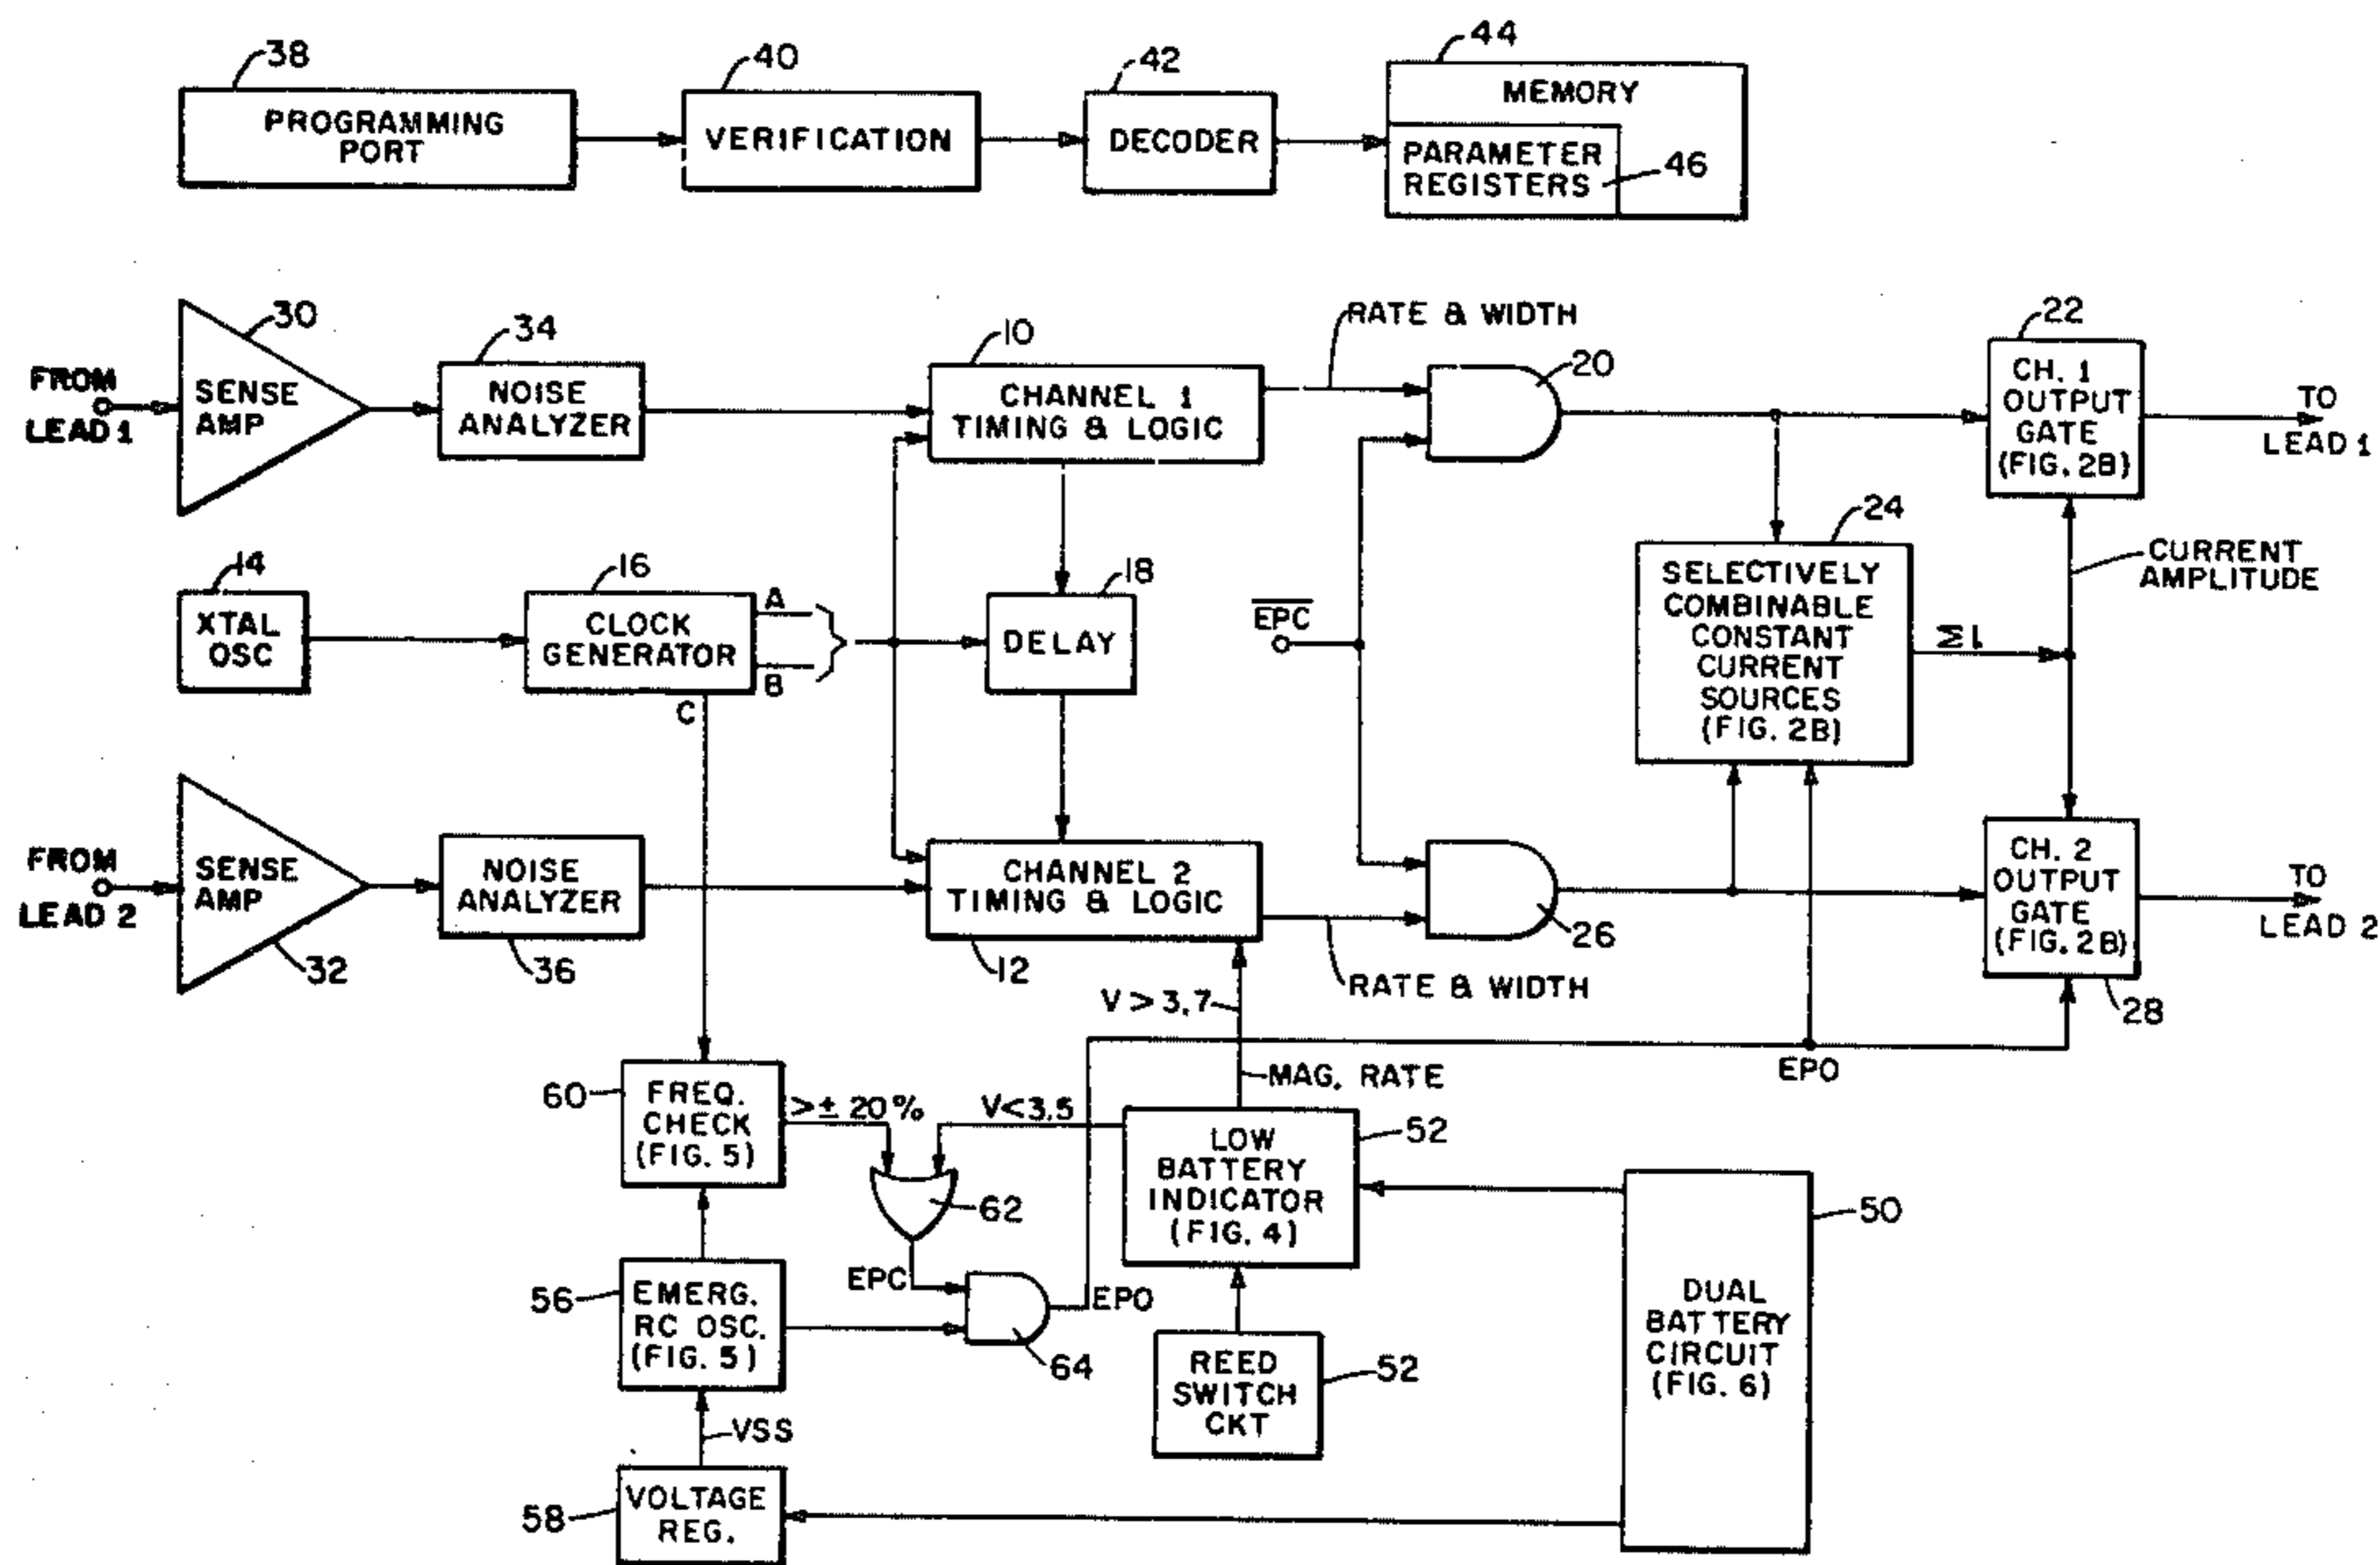 38
40
42
44
PROGRAMMING
PORT
VERIFICATION
DECODER
MEMORY
PARAMETER
REGISTERS
46
30
34
10
RATE & WIDTH
20
22
FROM
LEAD 1
SENSE
AMP
NOISE
ANALYZER
CHANNEL 1
TIMING & LOGIC
CH. 1
OUTPUT
GATE
(FIG. 2B)
TO
LEAD 1
14
16
A
B
C
18
24
XTAL
OSC
CLOCK
GENERATOR
DELAY
EPC
SELECTIVELY
COMBINABLE
CONSTANT
CURRENT
SOURCES
(FIG. 2B)
ΣI
CURRENT
AMPLITUDE
FROM
LEAD 2
SENSE
AMP
32
NOISE
ANALYZER
36
CHANNEL 2
TIMING & LOGIC
12
26
RATE & WIDTH
CH. 2
OUTPUT
GATE
(FIG. 2B)
28
TO
LEAD 2
V > 3.7
MAG. RATE
EPO
60
FREQ.
CHECK
(FIG. 5)
>± 20%
V<3.5
62
LOW
BATTERY
INDICATOR
(FIG. 4)
52
50
56
EMERG.
RC OSC.
(FIG. 5)
EPC
EPO
64
REED
SWITCH
CKT
52
DUAL
BATTERY
CIRCUIT
(FIG. 6)
VSS
58
VOLTAGE
REG.